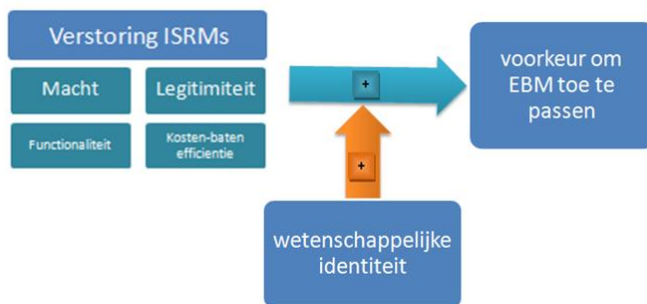 Verstoring ISRMs
Macht
Legitimiteit
Functionaliteit
Kosten-baten
efficientie
+
voorkeur om
EBM toe te
passen
+
wetenschappelijke
identiteit